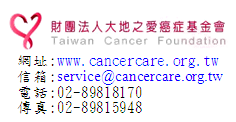 財團法人大地之愛癌症基金會
Taiwan Cancer Foundation
網址:www.cancercare.org.tw
信箱:service@cancercare.org.tw
電話:02-89818170
傳真:02-89815948